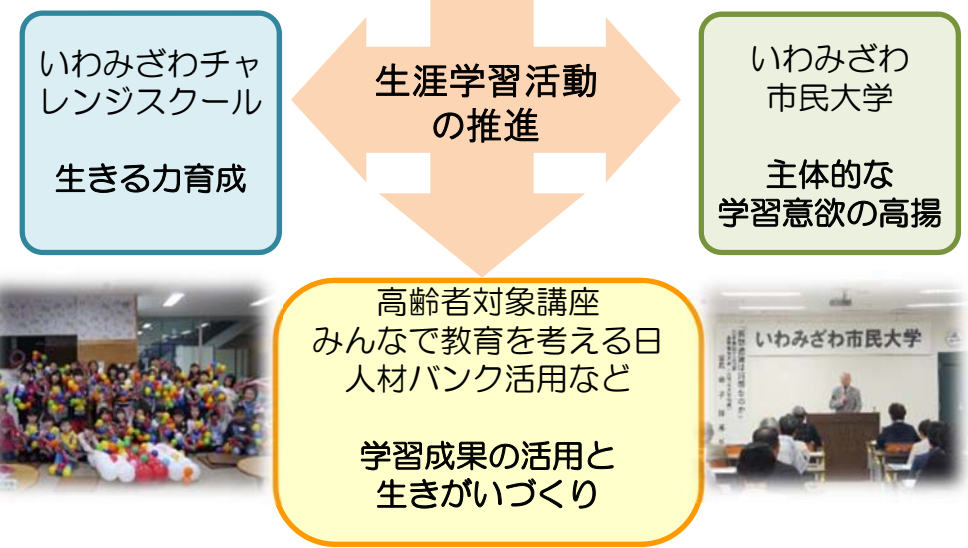 いわみざわチャ
レンジスクール
生きる力育成
生涯学習活動
の推進
いわみざわ
市民大学
主体的な
学習意欲の高揚
高齢者対象講座
みんなで教育を考える日
人材バンク活用など
学習成果の活用と
生きがいづくり
いわみざわ市民大学